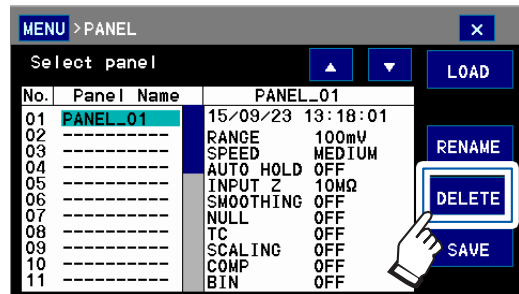 MENU > PANEL ×
Select panel ▲ ▼ LOAD
No. Panel Name PANEL_01
01 PANEL_01 15/09/23 13:18:01
02 ---------- RANGE 100mV
03 ---------- SPEED MEDIUM RENAME
04 ---------- AUTO HOLD OFF
05 ---------- INPUT Z 10MΩ
06 ---------- SMOOTHING OFF DELETE
07 ---------- NULL OFF
08 ---------- TC OFF
09 ---------- SCALING OFF SAVE
10 ---------- COMP OFF
11 ---------- BIN OFF